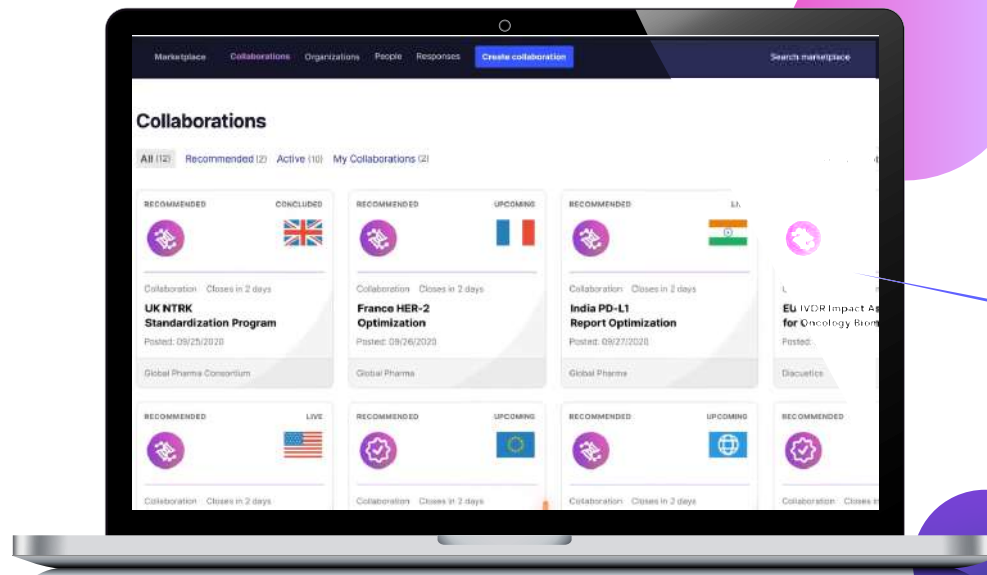 Marketplace Collaborations Organizations People Responses Create collaboration Search marketplace
Collaborations
All (12) Recommended (2) Active (10) My Collaborations (2)
RECOMMENDED CONCLUDED
Collaboration Closes in 2 days
UK NTRK
Standardization Program
Posted: 09/25/2020
Global Pharma Consortium
RECOMMENDED UPCOMING
Collaboration Closes in 2 days
France HER-2
Optimization
Posted: 09/26/2020
Global Pharma
RECOMMENDED
Collaboration Closes in 2 days
India PD-L1
Report Optimization
Posted: 09/27/2020
Global Pharma
EU IVDR Impact As
for Oncology Biom
Posted:
Diaceutics
RECOMMENDED LIVE
Collaboration Closes in 2 days
RECOMMENDED UPCOMING
Collaboration Closes in 2 days
RECOMMENDED UPCOMING
Collaboration Closes in 2 days
RECOMMENDED
Collaboration Closes in